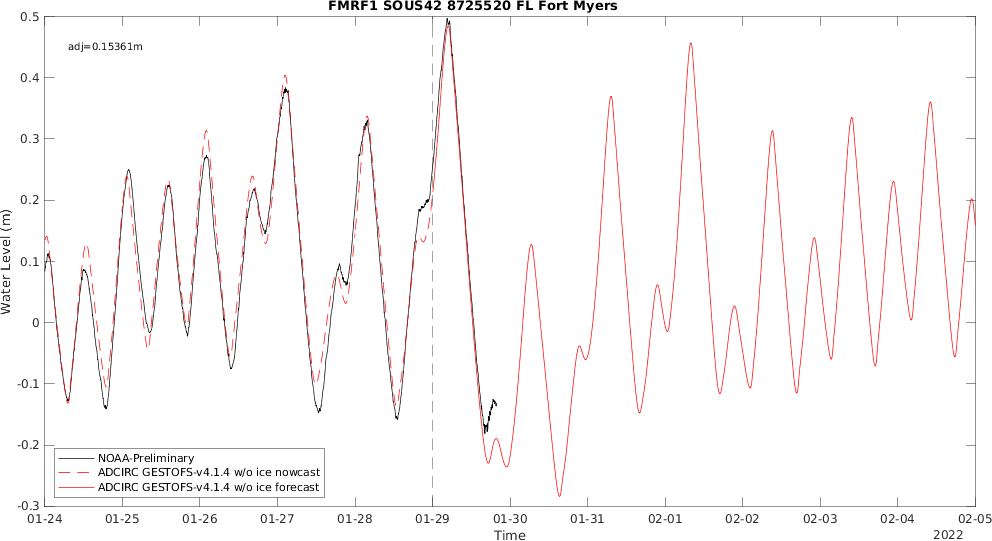 FMRF1 SOUS42 8725520 FL Fort Myers
adj=0.15361m
Water Level (m)
0.5
0.4
0.3
0.2
0.1
0
-0.1
-0.2
-0.3
NOAA-Preliminary
ADCIRC GESTOFS-v4.1.4 w/o ice nowcast
ADCIRC GESTOFS-v4.1.4 w/o ice forecast
01-24 01-25 01-26 01-27 01-28 01-29 01-30 01-31 02-01 02-02 02-03 02-04 02-05
Time
2022